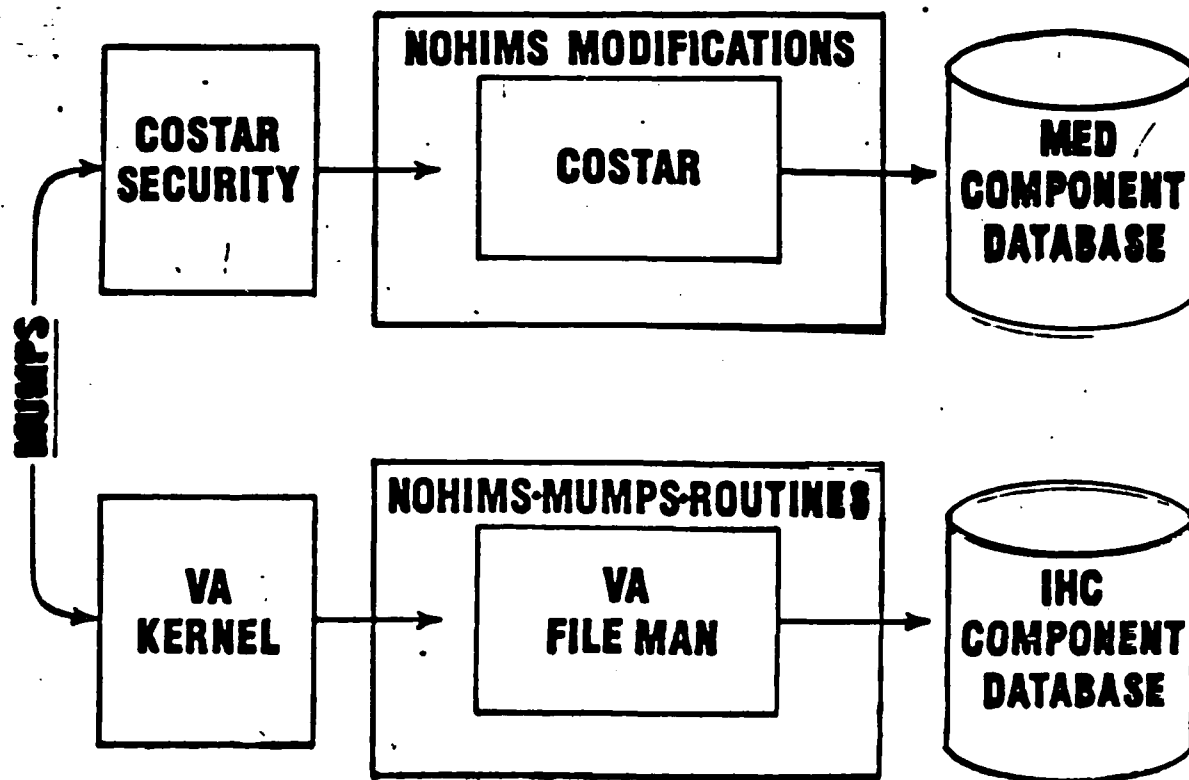 NOHIMS MODIFICATIONS
COSTAR
SECURITY
COSTAR
MED
COMPONENT
DATABASE
MUMPS
NOHIMS·MUMPS·ROUTINES
VA
KERNEL
VA
FILE MAN
IHC
COMPONENT
DATABASE